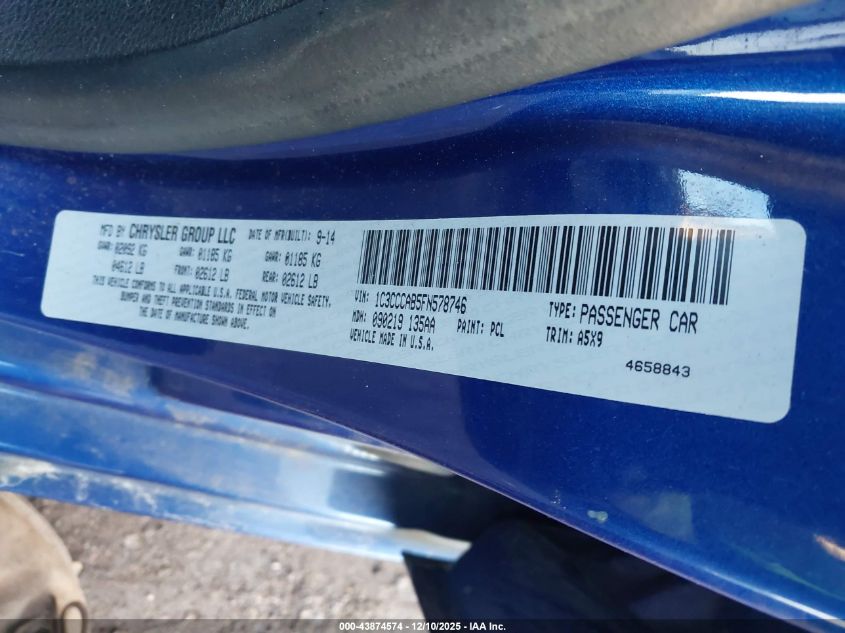 MFD BY CHRYSLER GROUP LLC DATE OF MFR(BUILT): 9-14
GAWR: 02092 KG GAWR: 01185 KG GAWR: 01185 KG
04612 LB FRONT: 02612 LB REAR: 02612 LB
THIS VEHICLE CONFORMS TO ALL APPLICABLE U.S.A. FEDERAL MOTOR VEHICLE SAFETY,
BUMPER AND THEFT PREVENTION STANDARDS IN EFFECT
ON THE DATE OF MANUFACTURE SHOWN ABOVE.
VIN: 1C3CCCAB5FN578746 TYPE: PASSENGER CAR
MDH: 090219 135AA PAINT: PCL TRIM: A5X9
VEHICLE MADE IN U.S.A.
4658843
000-43874574 | 12/10/2025 - IAA Inc.